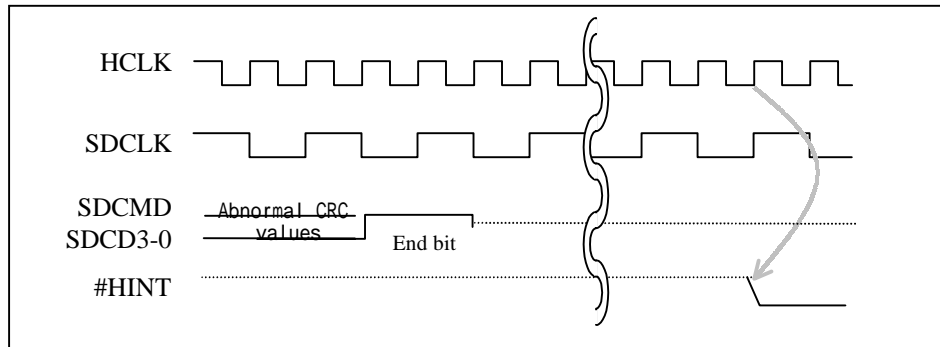 HCLK
SDCLK
SDCMD
Abnormal CRC
SDCD3-0
values
End bit
#HINT